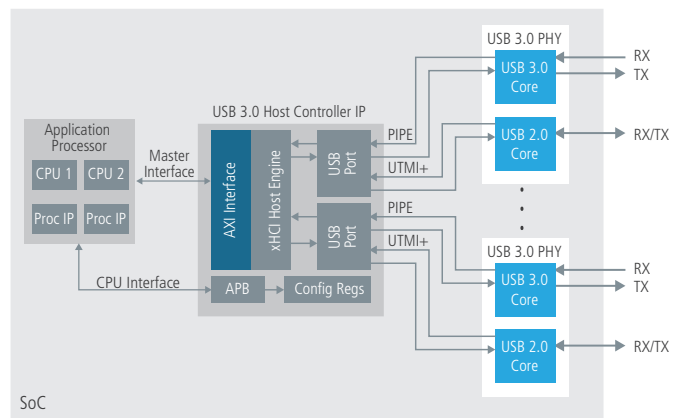 USB 3.0 PHY
USB 3.0
Core
RX
TX
USB 3.0 Host Controller IP
Application
Processor
CPU 1
CPU 2
Proc IP
Proc IP
Master
Interface
AXI Interface
xHCI Host Engine
USB
Port
PIPE
UTMI+
USB 2.0
Core
RX/TX
USB
Port
PIPE
UTMI+
USB 3.0 PHY
USB 3.0
Core
RX
TX
CPU Interface
APB
Config Regs
USB 2.0
Core
RX/TX
SoC